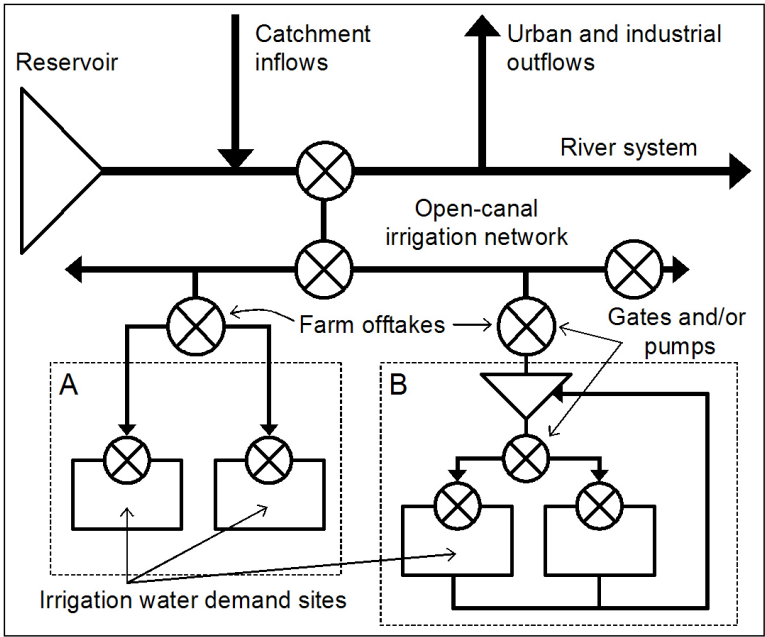 Reservoir
Catchment
inflows
Urban and industrial
outflows
River system
Open-canal
irrigation network
Farm offtakes
Gates and/or
pumps
A
B
Irrigation water demand sites